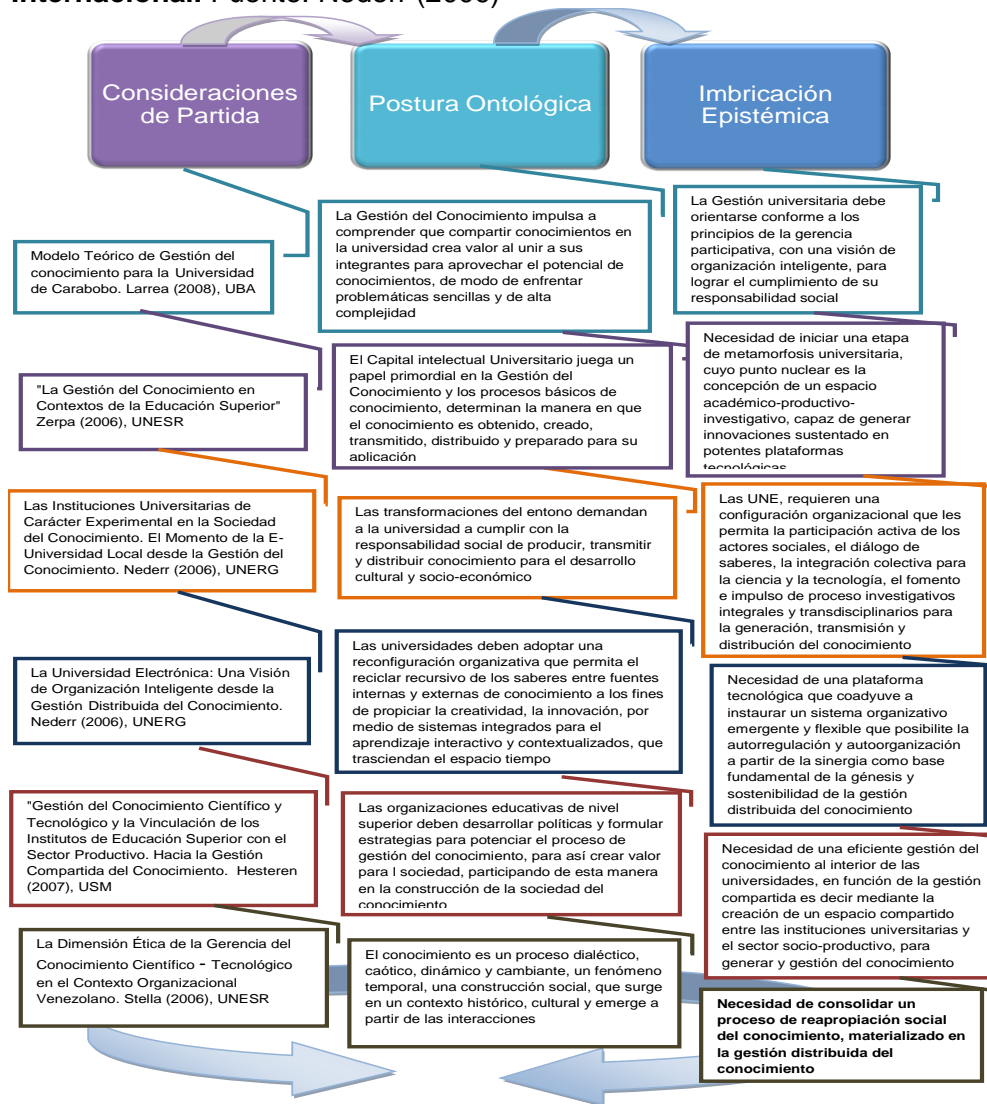 Internacional. Fuente: Nederr
Consideraciones
de Partida
Postura Ontológica
Imbricación
Epistémica
Modelo Teórico de Gestión del
conocimiento para la Universidad
de Carabobo. Larrea (2008), UBA
La Gestión del Conocimiento impulsa a
comprender que compartir conocimientos en
la universidad crea valor al unir a sus
integrantes para aprovechar el potencial de
conocimientos, de modo de enfrentar
problemáticas sencillas y de alta
complejidad
La Gestión universitaria debe
orientarse conforme a los
principios de la gerencia
participativa, con una visión de
organización inteligente, para
lograr el cumplimiento de su
responsabilidad social
"La Gestión del Conocimiento en
Contextos de la Educación Superior"
Zerpa (2006), UNESR
El Capital intelectual Universitario juega un
papel primordial en la Gestión del
Conocimiento y los procesos básicos de
conocimiento, determinan la manera en que
el conocimiento es obtenido, creado,
transmitido, distribuido y preparado para su
aplicación
Necesidad de iniciar una etapa
de metamorfosis universitaria,
cuyo punto nuclear es la
concepción de un espacio
académico-productivo-
investigativo, capaz de generar
innovaciones sustentado en
potentes plataformas
tecnológicas
Las Instituciones Universitarias de
Carácter Experimental en la Sociedad
del Conocimiento. El Momento de la E-
Universidad Local desde la Gestión del
Conocimiento. Nederr (2006), UNERG
Las transformaciones del entono demandan
a la universidad a cumplir con la
responsabilidad social de producir, transmitir
y distribuir conocimiento para el desarrollo
cultural y socio-económico
Las UNE, requieren una
configuración organizacional que les
permita la participación activa de los
actores sociales, el diálogo de
saberes, la integración colectiva para
la ciencia y la tecnología, el fomento
e impulso de proceso investigativos
integrales y transdisciplinarios para
la generación, transmisión y
distribución del conocimiento
La Universidad Electrónica: Una Visión
de Organización Inteligente desde la
Gestión Distribuida del Conocimiento.
Nederr (2006), UNERG
Las universidades deben adoptar una
reconfiguración organizativa que permita el
reciclar recursivo de los saberes entre fuentes
internas y externas de conocimiento a los fines
de propiciar la creatividad, la innovación, por
medio de sistemas integrados para el
aprendizaje interactivo y contextualizados, que
trasciendan el espacio tiempo
Necesidad de una plataforma
tecnológica que coadyuve a
instaurar un sistema organizativo
emergente y flexible que posibilite la
autorregulación y autoorganización
a partir de la sinergia como base
fundamental de la génesis y
sostenibilidad de la gestión
distribuida del conocimiento
"Gestión del Conocimiento Científico y
Tecnológico y la Vinculación de los
Institutos de Educación Superior con el
Sector Productivo. Hacia la Gestión
Compartida del Conocimiento. Hesteren
(2007), USM
Las organizaciones educativas de nivel
superior deben desarrollar políticas y formular
estrategias para potenciar el proceso de
gestión del conocimiento, para así crear valor
para l sociedad, participando de esta manera
en la construcción de la sociedad del
conocimiento
Necesidad de una eficiente gestión del
conocimiento al interior de las
universidades, en función de la gestión
compartida es decir mediante la
creación de un espacio compartido
entre las instituciones universitarias y
el sector socio-productivo, para
generar y gestión del conocimiento
La Dimensión Ética de la Gerencia del
Conocimiento Científico - Tecnológico
en el Contexto Organizacional
Venezolano. Stella (2006), UNESR
El conocimiento es un proceso dialéctico,
caótico, dinámico y cambiante, un fenómeno
temporal, una construcción social, que surge
en un contexto histórico, cultural y emerge a
partir de las interacciones
Necesidad de consolidar un
proceso de reapropiación social
del conocimiento, materializado en
la gestión distribuida del
conocimiento